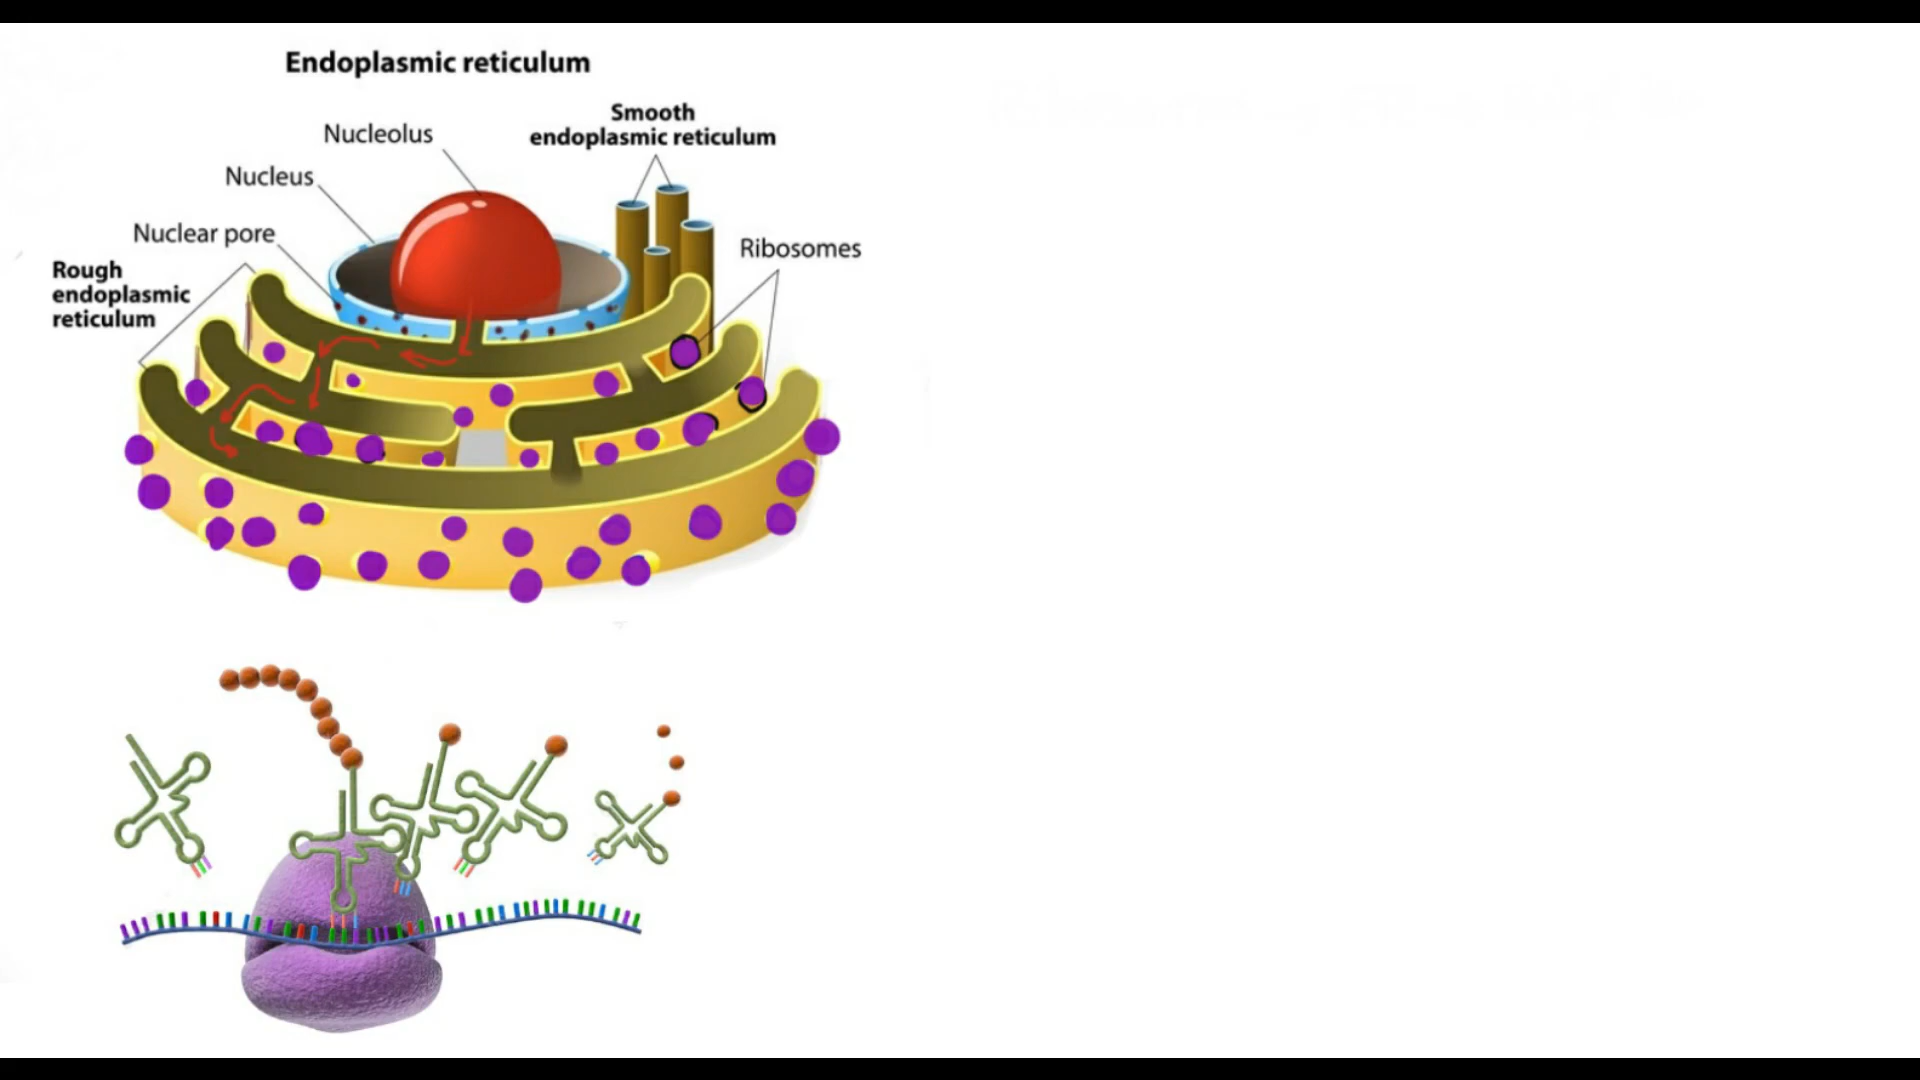 Endoplasmic reticulum
Smooth
endoplasmic reticulum
Nucleolus
Nucleus
Nuclear pore
Ribosomes
Rough
endoplasmic
reticulum